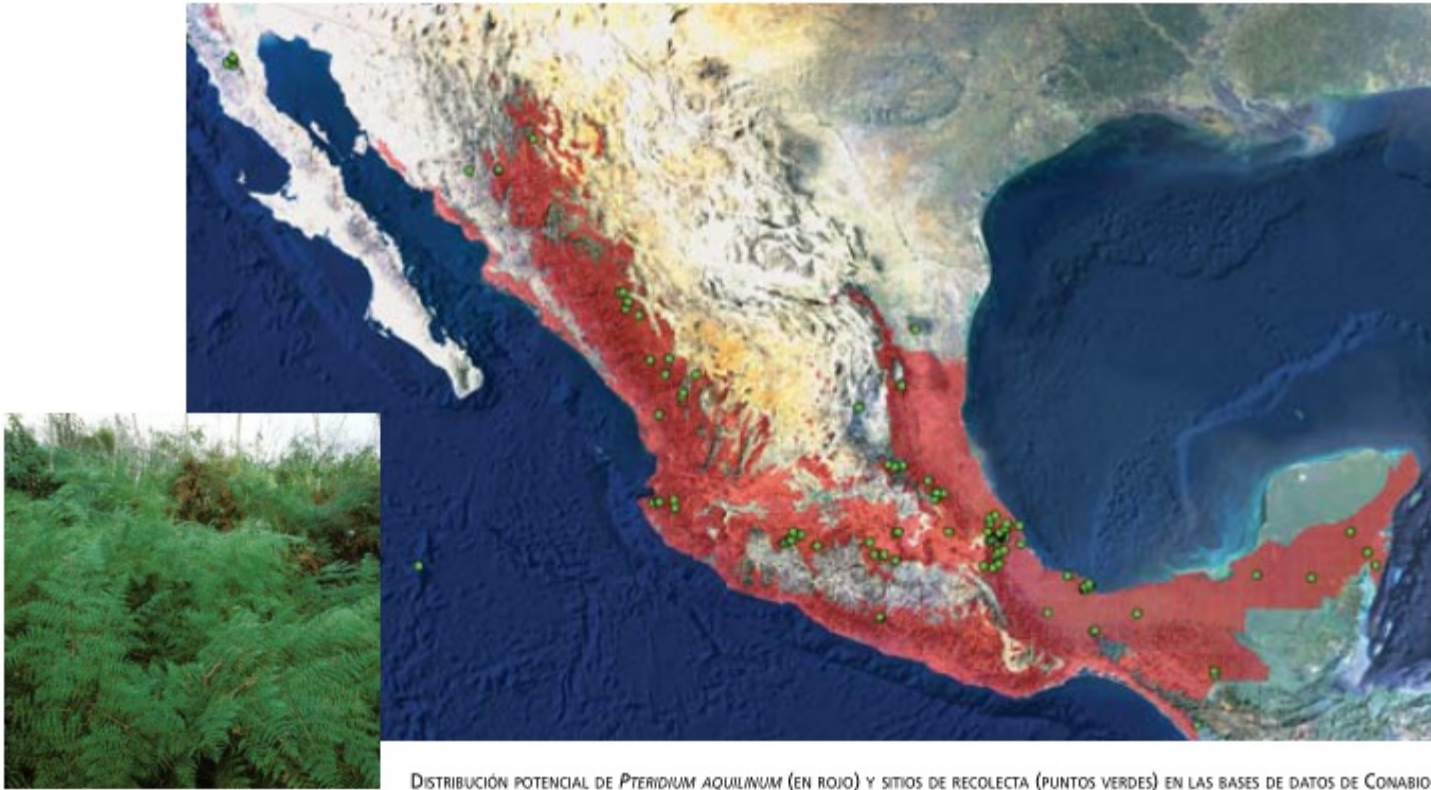 DISTRIBUCIÓN POTENCIAL DE PTERIDIUM AQUILINUM (EN ROJO) Y SITIOS DE RECOLECTA (PUNTOS VERDES) EN LAS BASES DE DATOS DE CONABIO